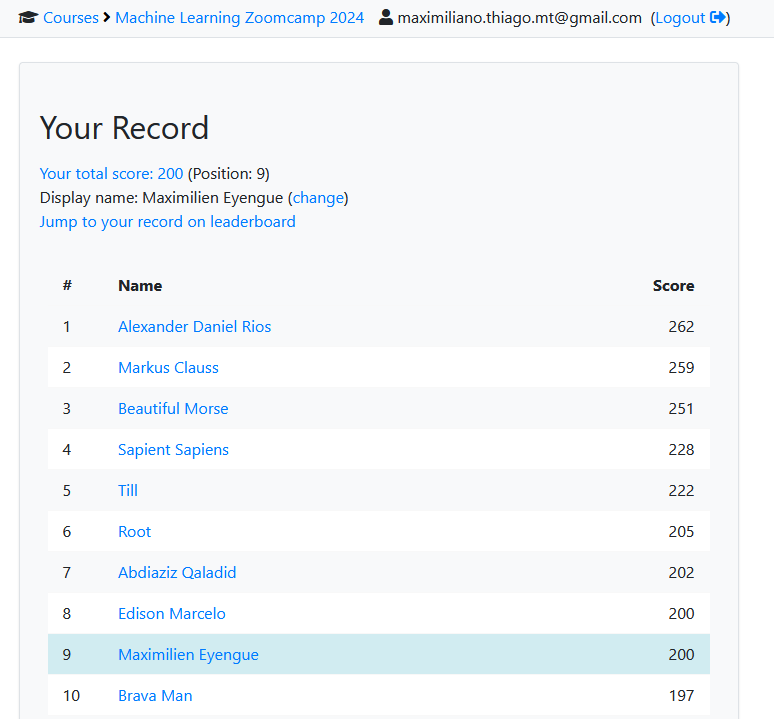 Courses > Machine Learning Zoomcamp 2024 maximiliano.thiago.mt@gmail.com (Logout)
Your Record
Your total score: 200 (Position: 9)
Display name: Maximilien Eyengue (change)
Jump to your record on leaderboard
# Name Score
1 Alexander Daniel Rios 262
2 Markus Clauss 259
3 Beautiful Morse 251
4 Sapient Sapiens 228
5 Till 222
6 Root 205
7 Abdiaziz Qaladid 202
8 Edison Marcelo 200
9 Maximilien Eyengue 200
10 Brava Man 197